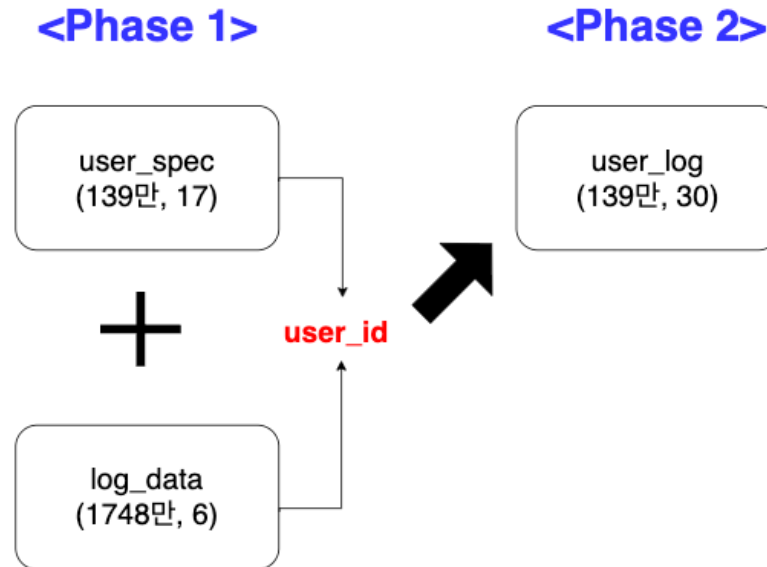 <Phase 1>
<Phase 2>
user_spec
(139만, 17)
user_log
(139만, 30)
user_id
log_data
(1748만, 6)